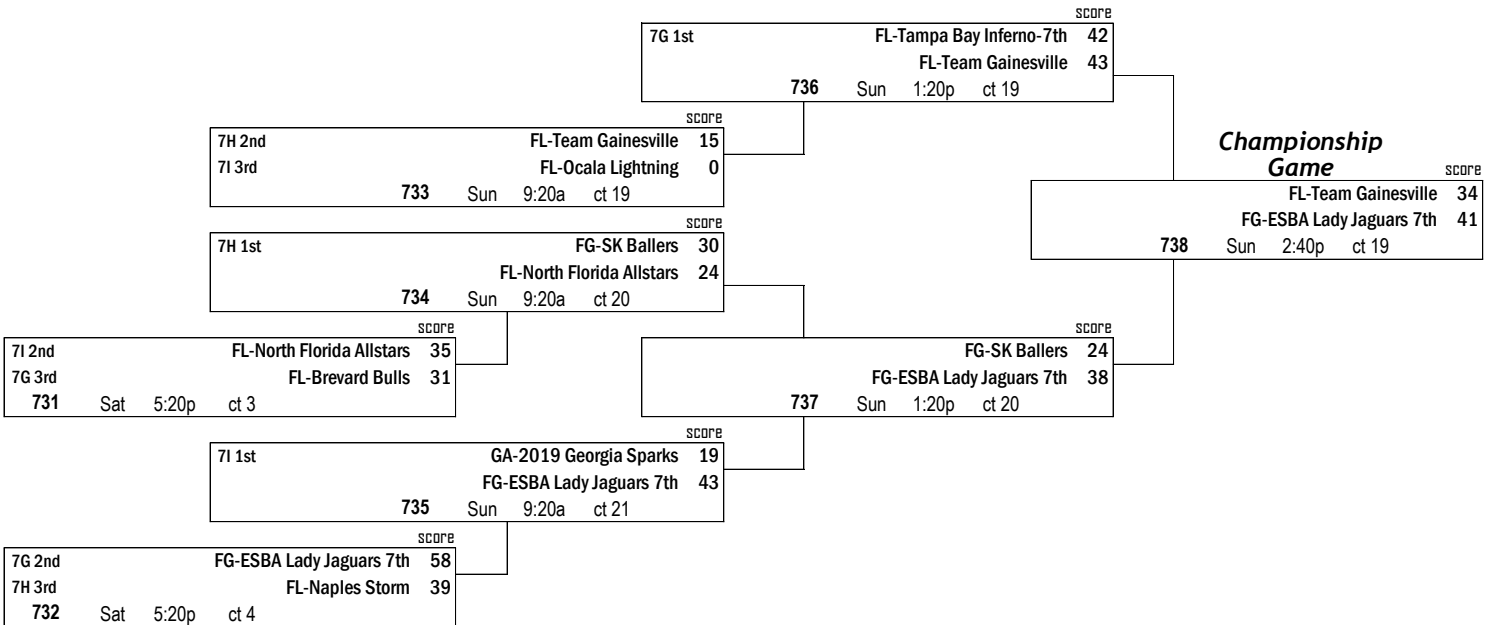 score
7G 1st FL-Tampa Bay Inferno-7th 42
FL-Team Gainesville 43
736 Sun 1:20p ct 19
score
7H 2nd FL-Team Gainesville 15
7I 3rd FL-Ocala Lightning 0
733 Sun 9:20a ct 19
Championship
Game
score
FL-Team Gainesville 34
FG-ESBA Lady Jaguars 7th 41
738 Sun 2:40p ct 19
score
7H 1st FG-SK Ballers 30
FL-North Florida Allstars 24
734 Sun 9:20a ct 20
score
7I 2nd FL-North Florida Allstars 35
7G 3rd FL-Brevard Bulls 31
731 Sat 5:20p ct 3
score
FG-SK Ballers 24
FG-ESBA Lady Jaguars 7th 38
737 Sun 1:20p ct 20
score
7I 1st GA-2019 Georgia Sparks 19
FG-ESBA Lady Jaguars 7th 43
735 Sun 9:20a ct 21
score
7G 2nd FG-ESBA Lady Jaguars 7th 58
7H 3rd FL-Naples Storm 39
732 Sat 5:20p ct 4